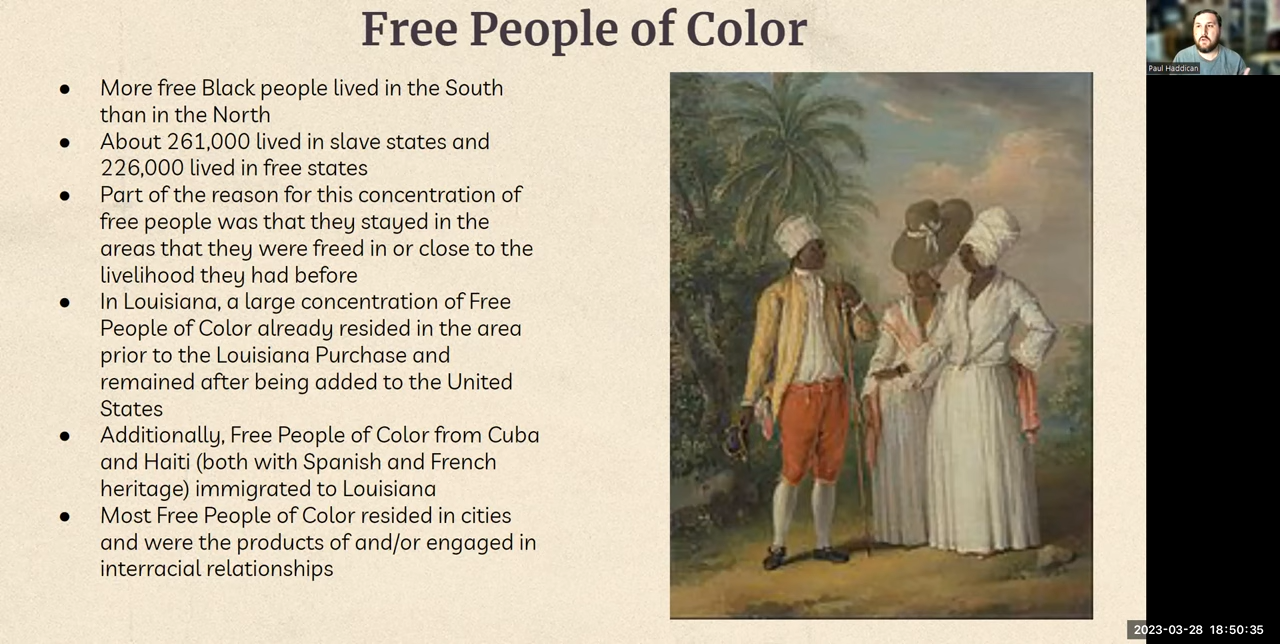 Free People of Color
● More free Black people lived in the South
than in the North
● About 261,000 lived in slave states and
226,000 lived in free states
● Part of the reason for this concentration of
free people was that they stayed in the
areas that they were freed in or close to the
livelihood they had before
● In Louisiana, a large concentration of Free
People of Color already resided in the area
prior to the Louisiana Purchase and
remained after being added to the United
States
● Additionally, Free People of Color from Cuba
and Haiti (both with Spanish and French
heritage) immigrated to Louisiana
● Most Free People of Color resided in cities
and were the products of and/or engaged in
interracial relationships
Paul Haddican
2023-03-28 18:50:35